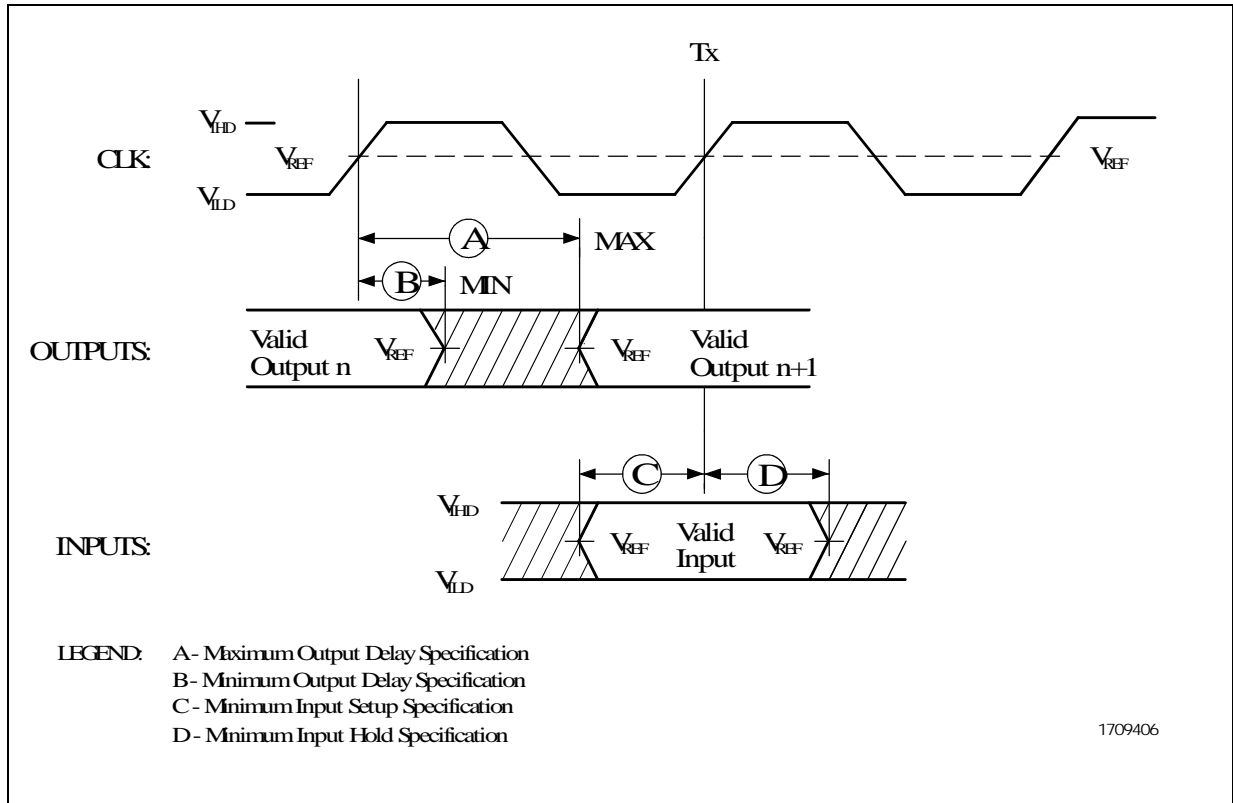 Tx
VIHD
CLK: VREF VREF
VILD
A MAX
B MIN
OUTPUTS: Valid Output n VREF VREF Valid Output n+1
C D
VIHD
INPUTS: VREF Valid Input VREF
VILD
LEGEND: A - Maximum Output Delay Specification
B - Minimum Output Delay Specification
C - Minimum Input Setup Specification
D - Minimum Input Hold Specification
1709406